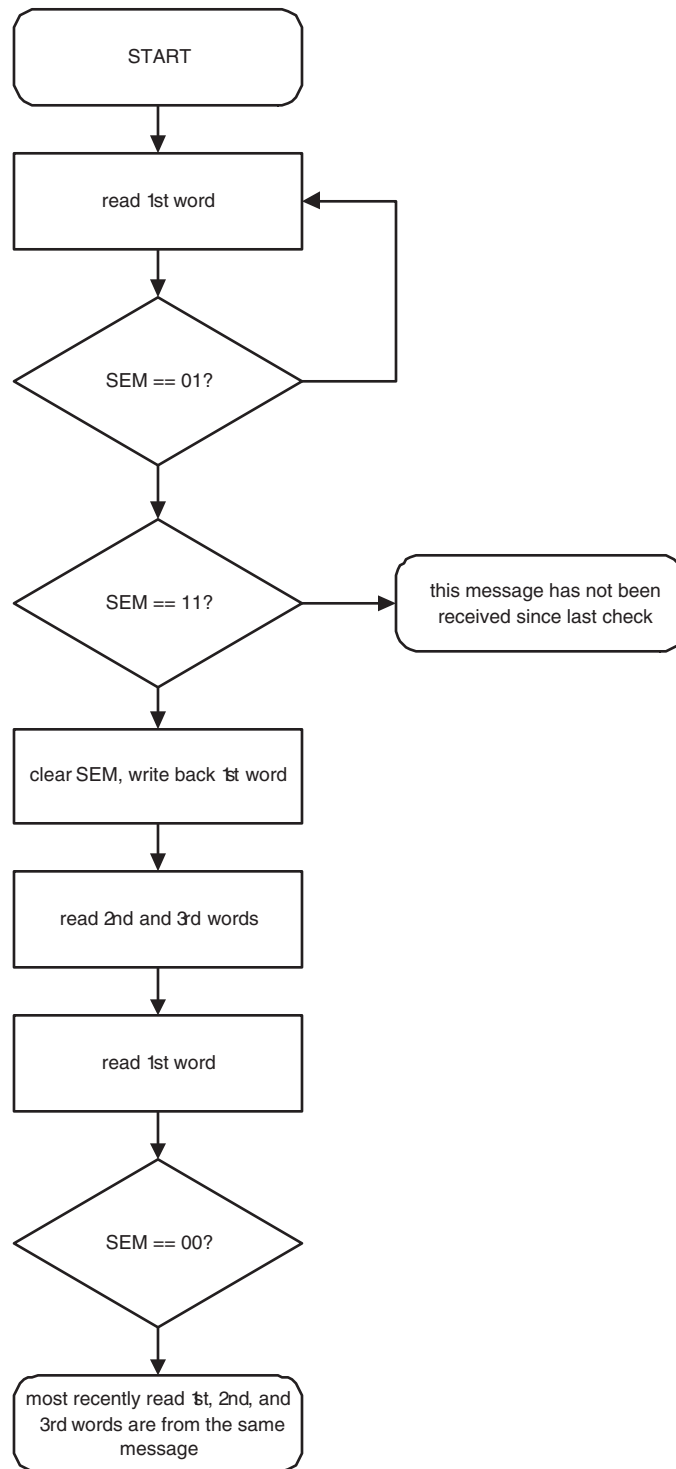 START
read 1st word
SEM == 01?
SEM == 11?
this message has not been
received since last check
clear SEM, write back 1st word
read 2nd and 3rd words
read 1st word
SEM == 00?
most recently read 1st, 2nd, and
3rd words are from the same
message